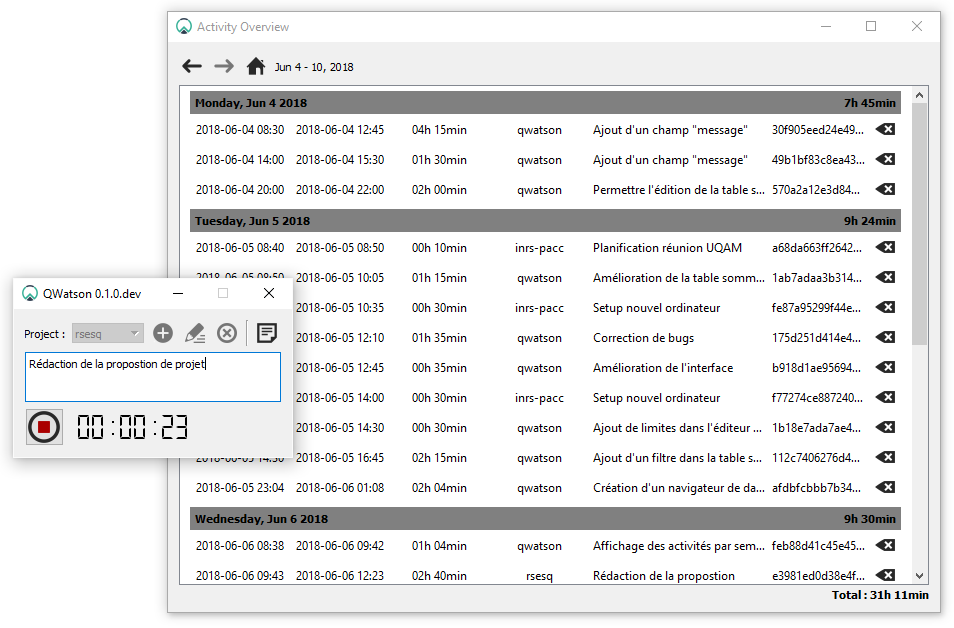 Activity Overview
Jun 4 - 10, 2018
Monday, Jun 4 2018 7h 45min
2018-06-04 08:30 2018-06-04 12:45 04h 15min qwatson Ajout d'un champ "message" 30f905eed24e49...
2018-06-04 14:00 2018-06-04 15:30 01h 30min qwatson Ajout d'un champ "message" 49b1bf83c8ea43...
2018-06-04 20:00 2018-06-04 22:00 02h 00min qwatson Permettre l'édition de la table s... 570a2a12e3d84...
Tuesday, Jun 5 2018 9h 24min
2018-06-05 08:40 2018-06-05 08:50 00h 10min inrs-pacc Planification réunion UQAM a68da663ff2642...
2018-06-05 08:50 2018-06-05 10:05 01h 15min qwatson Amélioration de la table somm... 1ab7adaa3b314...
2018-06-05 10:35 00h 30min inrs-pacc Setup nouvel ordinateur fe87a95299f44e...
2018-06-05 12:10 01h 35min qwatson Correction de bugs 175d251d414e4...
2018-06-05 12:45 00h 35min qwatson Amélioration de l'interface b918d1ae95694...
2018-06-05 14:00 00h 30min inrs-pacc Setup nouvel ordinateur f77274ce887240...
2018-06-05 14:30 00h 30min qwatson Ajout de limites dans l'éditeur ... 1b18e7ada7ae4...
2018-06-05 14:30 2018-06-05 16:45 02h 15min qwatson Ajout d'un filtre dans la table s... 112c7406276d4...
2018-06-05 23:04 2018-06-06 01:08 02h 04min qwatson Création d'un navigateur de da... afdbfcbbb7b34...
Wednesday, Jun 6 2018 9h 30min
2018-06-06 08:38 2018-06-06 09:42 01h 04min qwatson Affichage des activités par sem... feb88d41c45e45...
2018-06-06 09:43 2018-06-06 12:23 02h 40min rsesq Rédaction de la propostion e3981ed0d38e4f...
Total : 31h 11min
QWatson 0.1.0.dev
Project : rsesq
Rédaction de la propostion de projet
00:00:23